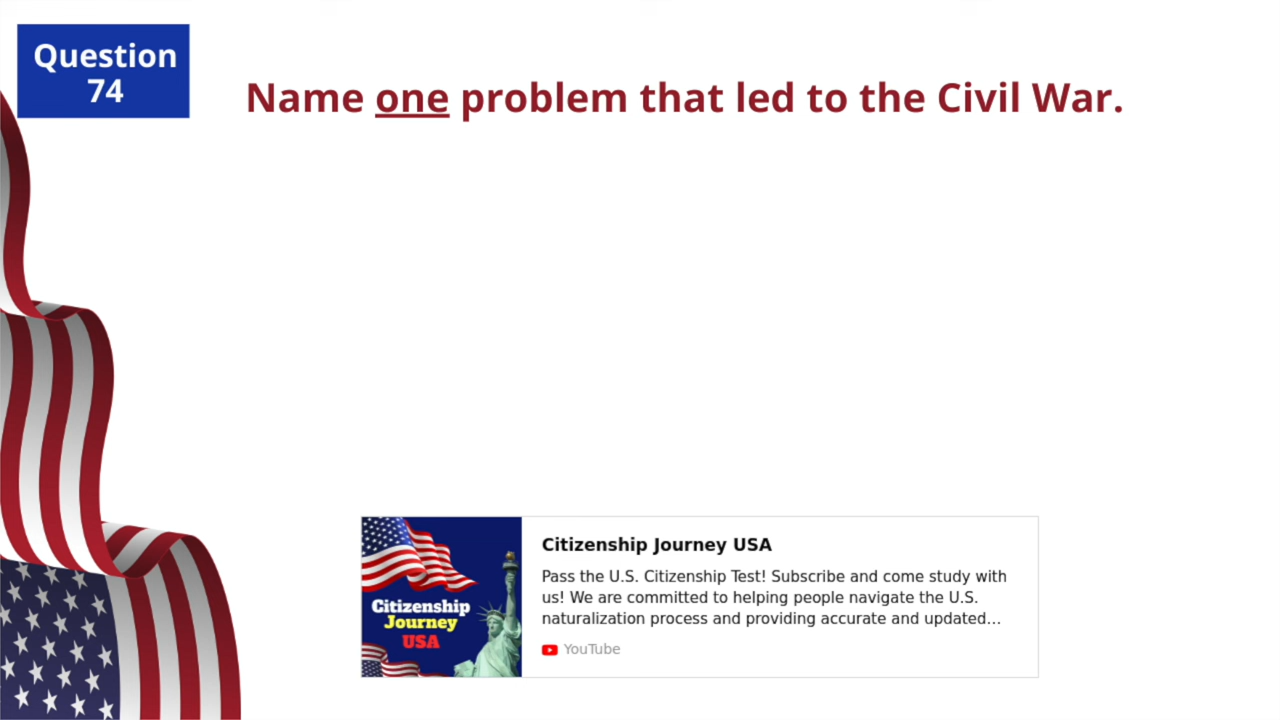 Question
74
Name one problem that led to the Civil War.
Citizenship
Journey
USA
Citizenship Journey USA
Pass the U.S. Citizenship Test! Subscribe and come study with
us! We are committed to helping people navigate the U.S.
naturalization process and providing accurate and updated...
YouTube